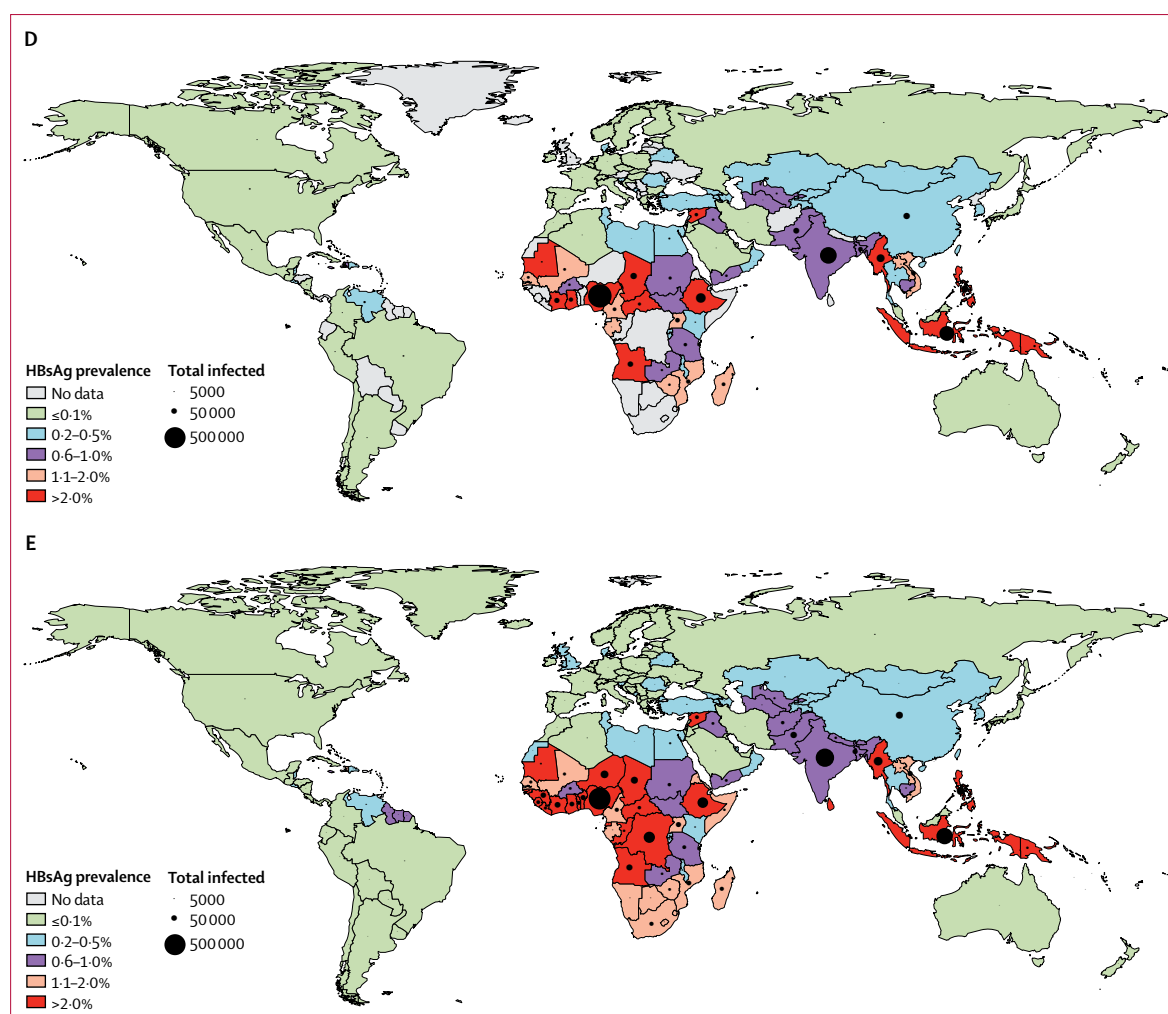 D
HBsAg prevalence
No data
≤0·1%
0·2–0·5%
0·6–1·0%
1·1–2·0%
>2·0%
Total infected
5000
50 000
500 000
E
HBsAg prevalence
No data
≤0·1%
0·2–0·5%
0·6–1·0%
1·1–2·0%
>2·0%
Total infected
5000
50 000
500 000